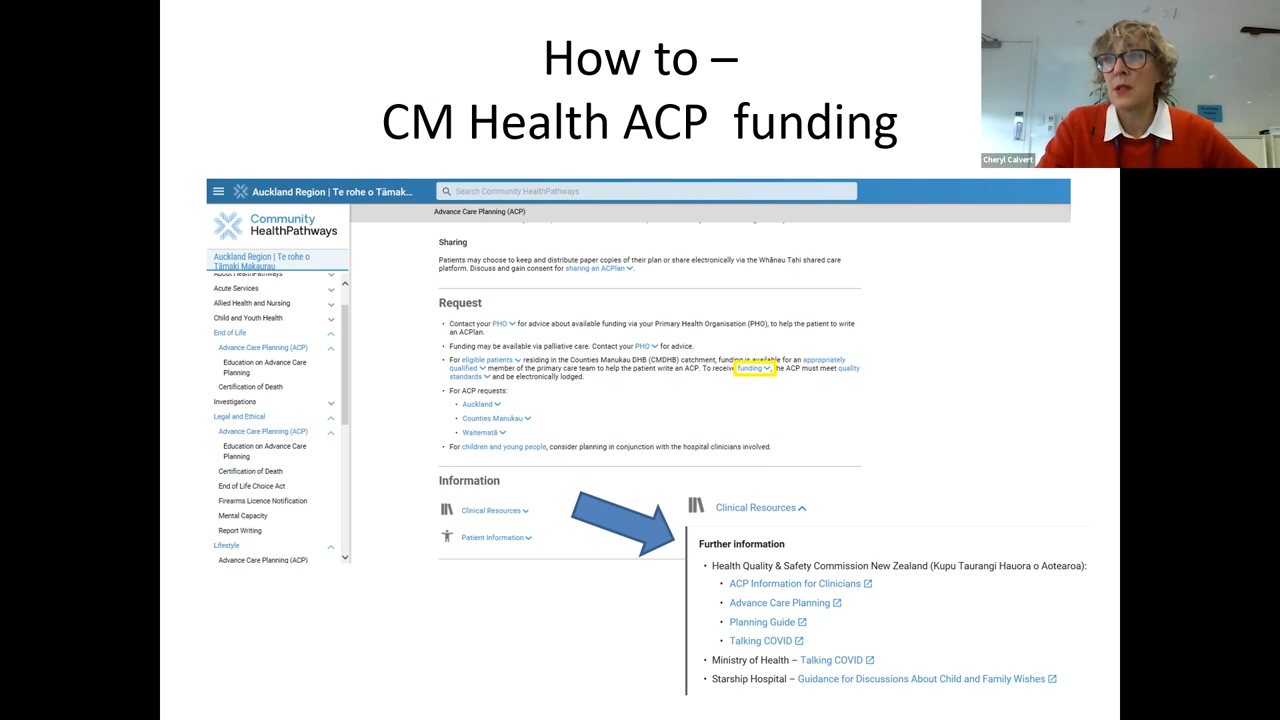 How to –
CM Health ACP funding
Cheryl Calvert
Auckland Region | Te rohe o Tāmak...
Search Community HealthPathways
Community
HealthPathways
Auckland Region | Te rohe o
Tāmaki Makaurau
About HealthPathways
Acute Services
Allied Health and Nursing
Child and Youth Health
End of Life
Advance Care Planning (ACP)
Education on Advance Care
Planning
Certification of Death
Investigations
Legal and Ethical
Advance Care Planning (ACP)
Education on Advance Care
Planning
Certification of Death
End of Life Choice Act
Firearms Licence Notification
Mental Capacity
Report Writing
Lifestyle
Advance Care Planning (ACP)
Advance Care Planning (ACP)
Sharing
Patients may choose to keep and distribute paper copies of their plan or share electronically via the Whānau Tahi shared care
platform. Discuss and gain consent for sharing an ACPlan.
Request
• Contact your PHO for advice about available funding via your Primary Health Organisation (PHO), to help the patient to write
an ACPlan.
• Funding may be available via palliative care. Contact your PHO for advice.
• For eligible patients residing in the Counties Manukau DHB (CMDHB) catchment, funding is available for an appropriately
qualified member of the primary care team to help the patient write an ACP. To receive funding, the ACP must meet quality
standards and be electronically lodged.
• For ACP requests:
• Auckland
• Counties Manukau
• Waitematā
• For children and young people, consider planning in conjunction with the hospital clinicians involved.
Information
Clinical Resources
Patient Information
Clinical Resources
Further information
• Health Quality & Safety Commission New Zealand (Kupu Taurangi Hauora o Aotearoa):
• ACP Information for Clinicians
• Advance Care Planning
• Planning Guide
• Talking COVID
• Ministry of Health – Talking COVID
• Starship Hospital – Guidance for Discussions About Child and Family Wishes